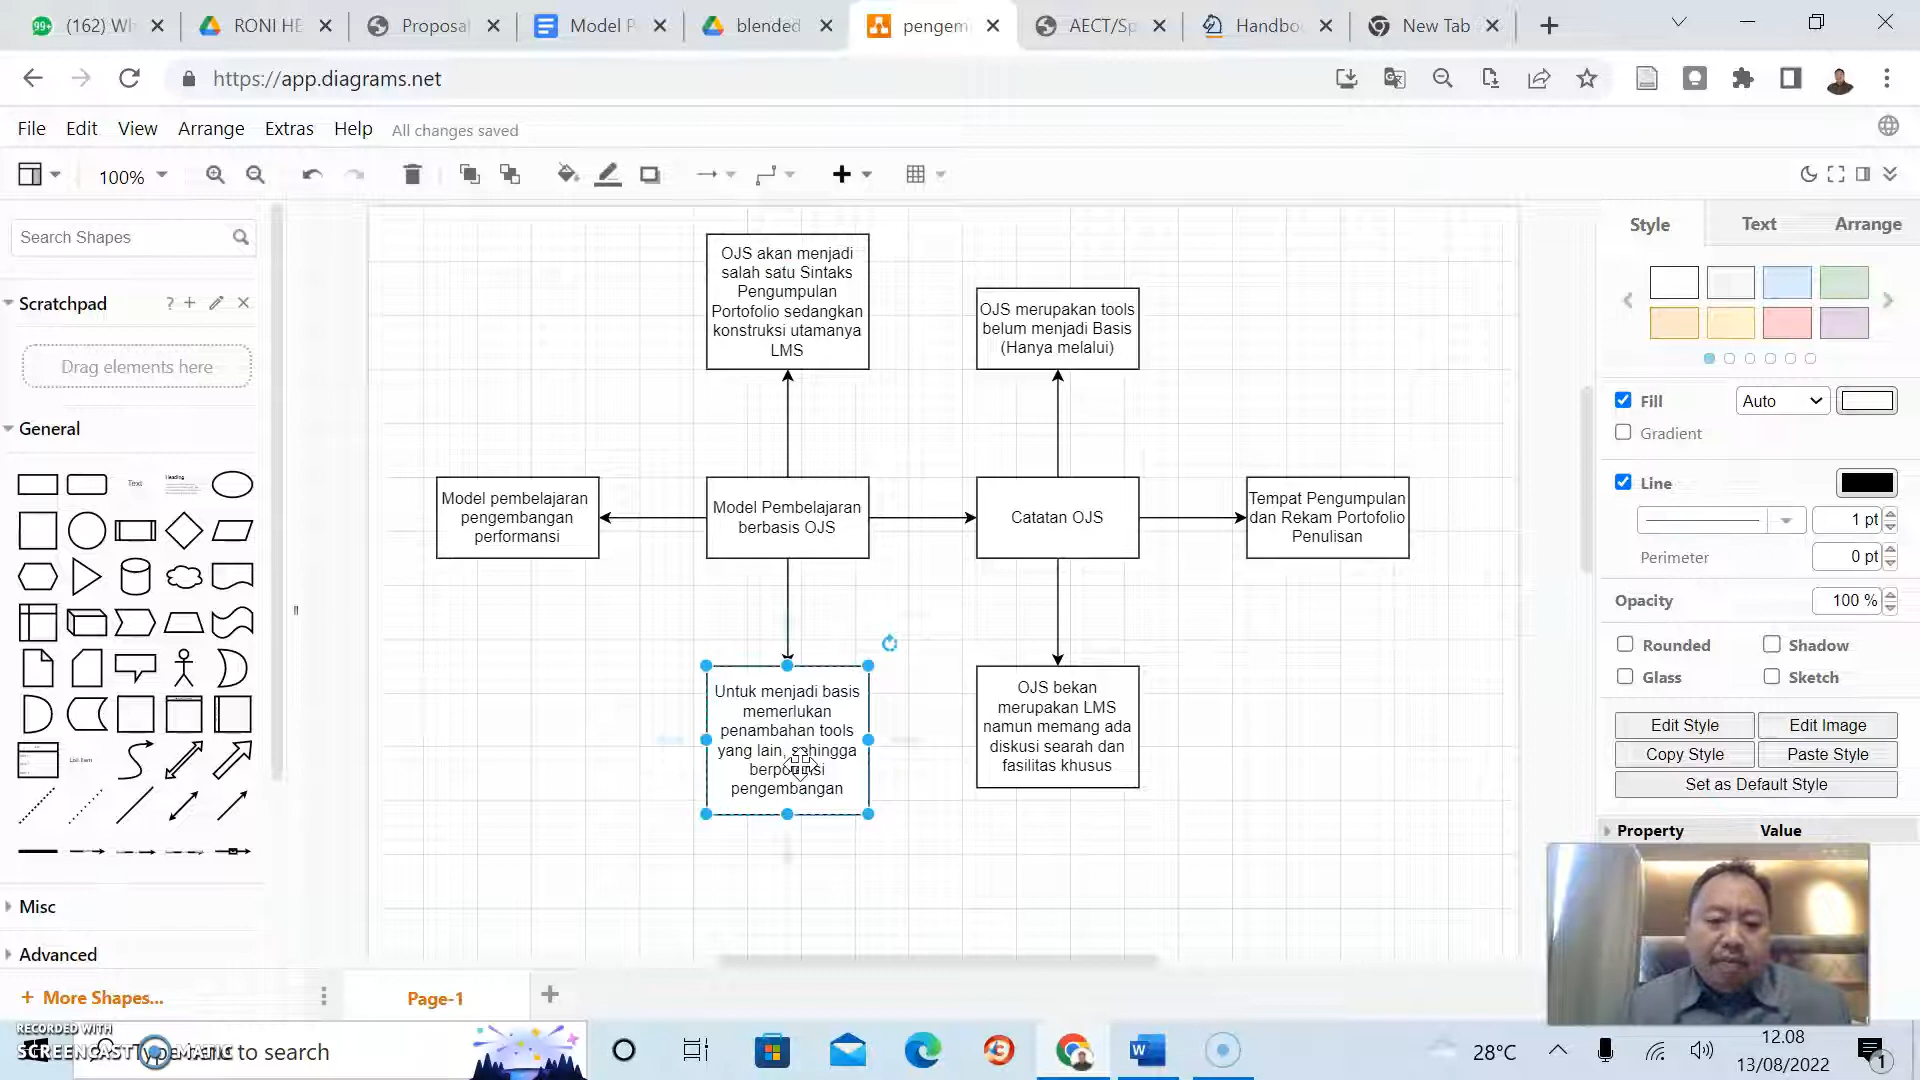 (162) Wh
RONI HE
Proposal
Model P
blended
pengem
AECT/Sp
Handbo
New Tab
https://app.diagrams.net
File
Edit
View
Arrange
Extras
Help
All changes saved
100%
Search Shapes
Scratchpad
?
Drag elements here
General
Text
Heading
List Item
Misc
Advanced
+ More Shapes...
OJS akan menjadi
salah satu Sintaks
Pengumpulan
Portofolio sedangkan
konstruksi utamanya
LMS
OJS merupakan tools
belum menjadi Basis
(Hanya melalui)
Model pembelajaran
pengembangan
performansi
Model Pembelajaran
berbasis OJS
Catatan OJS
Tempat Pengumpulan
dan Rekam Portofolio
Penulisan
Untuk menjadi basis
memerlukan
penambahan tools
yang lain, sehingga
berpotensi
pengembangan
OJS bekan
merupakan LMS
namun memang ada
diskusi searah dan
fasilitas khusus
Page-1
Style
Text
Arrange
Fill
Auto
Gradient
Line
1 pt
Perimeter
0 pt
Opacity
100 %
Rounded
Shadow
Glass
Sketch
Edit Style
Edit Image
Copy Style
Paste Style
Set as Default Style
Property
Value
RECORDED WITH
SCREENCAST MATIC
Type here to search
28°C
12.08
13/08/2022
1